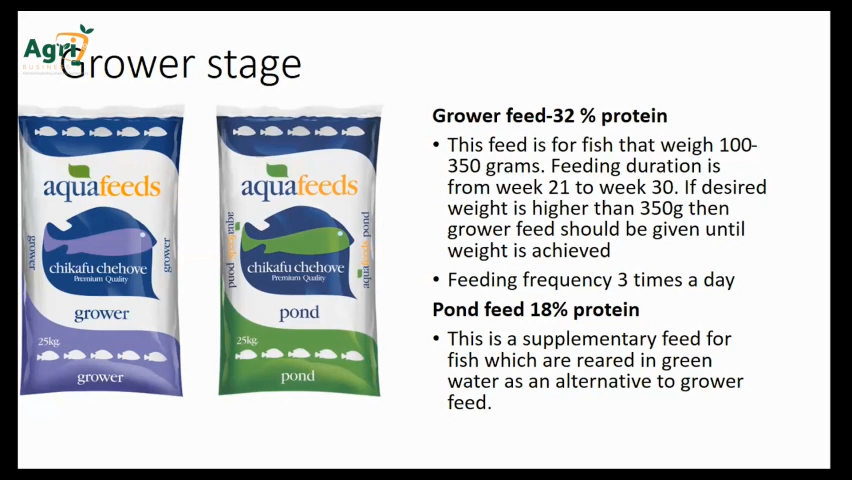 Agri
BUSINESS
Grower stage
aquafeeds
grower
grower
chikafu chehove
Premium Quality
grower
25kg
grower
aquafeeds
aquafeeds pond
aquafeeds pond
chikafu chehove
Premium Quality
pond
25kg.
pond
Grower feed-32 % protein
• This feed is for fish that weigh 100-
350 grams. Feeding duration is
from week 21 to week 30. If desired
weight is higher than 350g then
grower feed should be given until
weight is achieved
• Feeding frequency 3 times a day
Pond feed 18% protein
• This is a supplementary feed for
fish which are reared in green
water as an alternative to grower
feed.